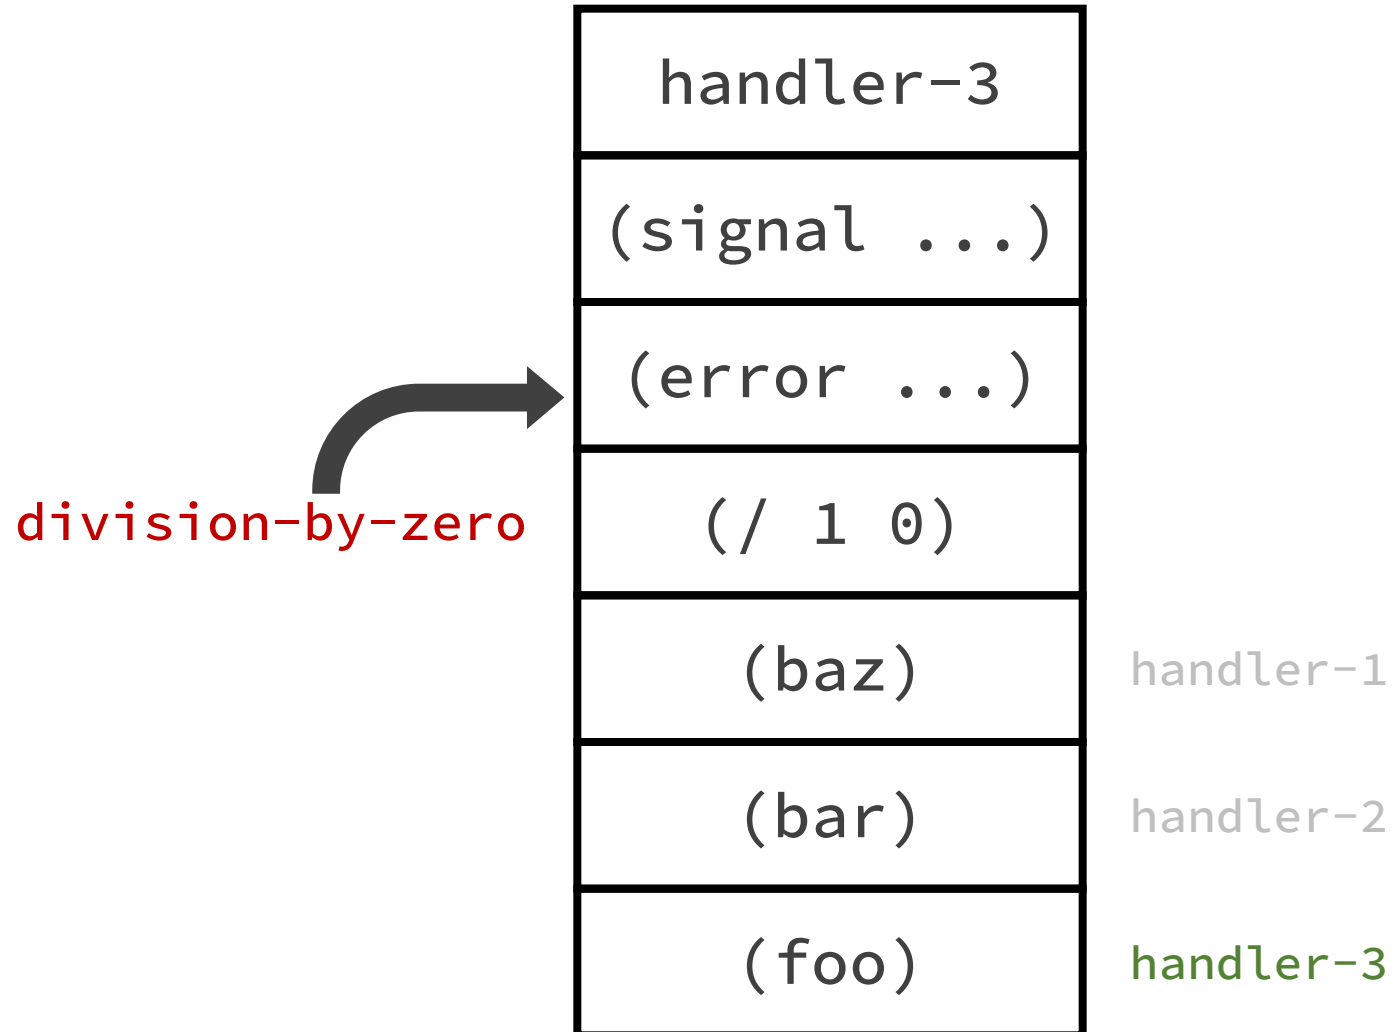 handler-3
(signal ...)
(error ...)
division-by-zero
(/ 1 0)
(baz)
handler-1
(bar)
handler-2
(foo)
handler-3